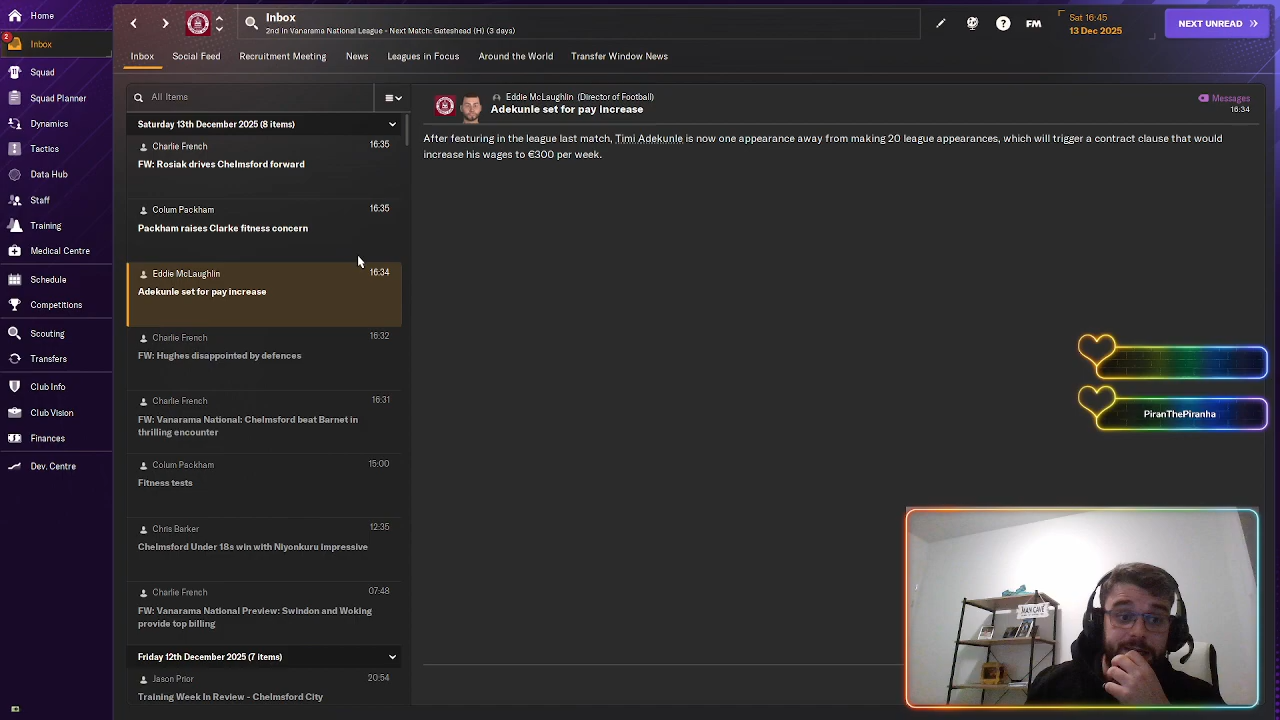 Home
2
Inbox
Squad
Squad Planner
Dynamics
Tactics
Data Hub
Staff
Training
Medical Centre
Schedule
Competitions
Scouting
Transfers
Club Info
Club Vision
Finances
Dev. Centre
Inbox
2nd in Vanarama National League - Next Match: Gateshead (H) (3 days)
?
FM
Sat 16:45
13 Dec 2025
NEXT UNREAD
Inbox
Social Feed
Recruitment Meeting
News
Leagues in Focus
Around the World
Transfer Window News
All Items
Saturday 13th December 2025 (8 items)
Charlie French 16:35
FW: Rosiak drives Chelmsford forward
Colum Packham 16:35
Packham raises Clarke fitness concern
Eddie McLaughlin 16:34
Adekunle set for pay increase
Charlie French 16:32
FW: Hughes disappointed by defences
Charlie French 16:31
FW: Vanarama National: Chelmsford beat Barnet in
thrilling encounter
Colum Packham 15:00
Fitness tests
Chris Barker 12:35
Chelmsford Under 18s win with Niyonkuru impressive
Charlie French 07:48
FW: Vanarama National Preview: Swindon and Woking
provide top billing
Friday 12th December 2025 (7 items)
Jason Prior 20:54
Training Week In Review - Chelmsford City
Eddie McLaughlin (Director of Football)
Adekunle set for pay increase
Messages
16:34
After featuring in the league last match, Timi Adekunle is now one appearance away from making 20 league appearances, which will trigger a contract clause that would
increase his wages to €300 per week.
PiranThePiranha
MAN CAVE